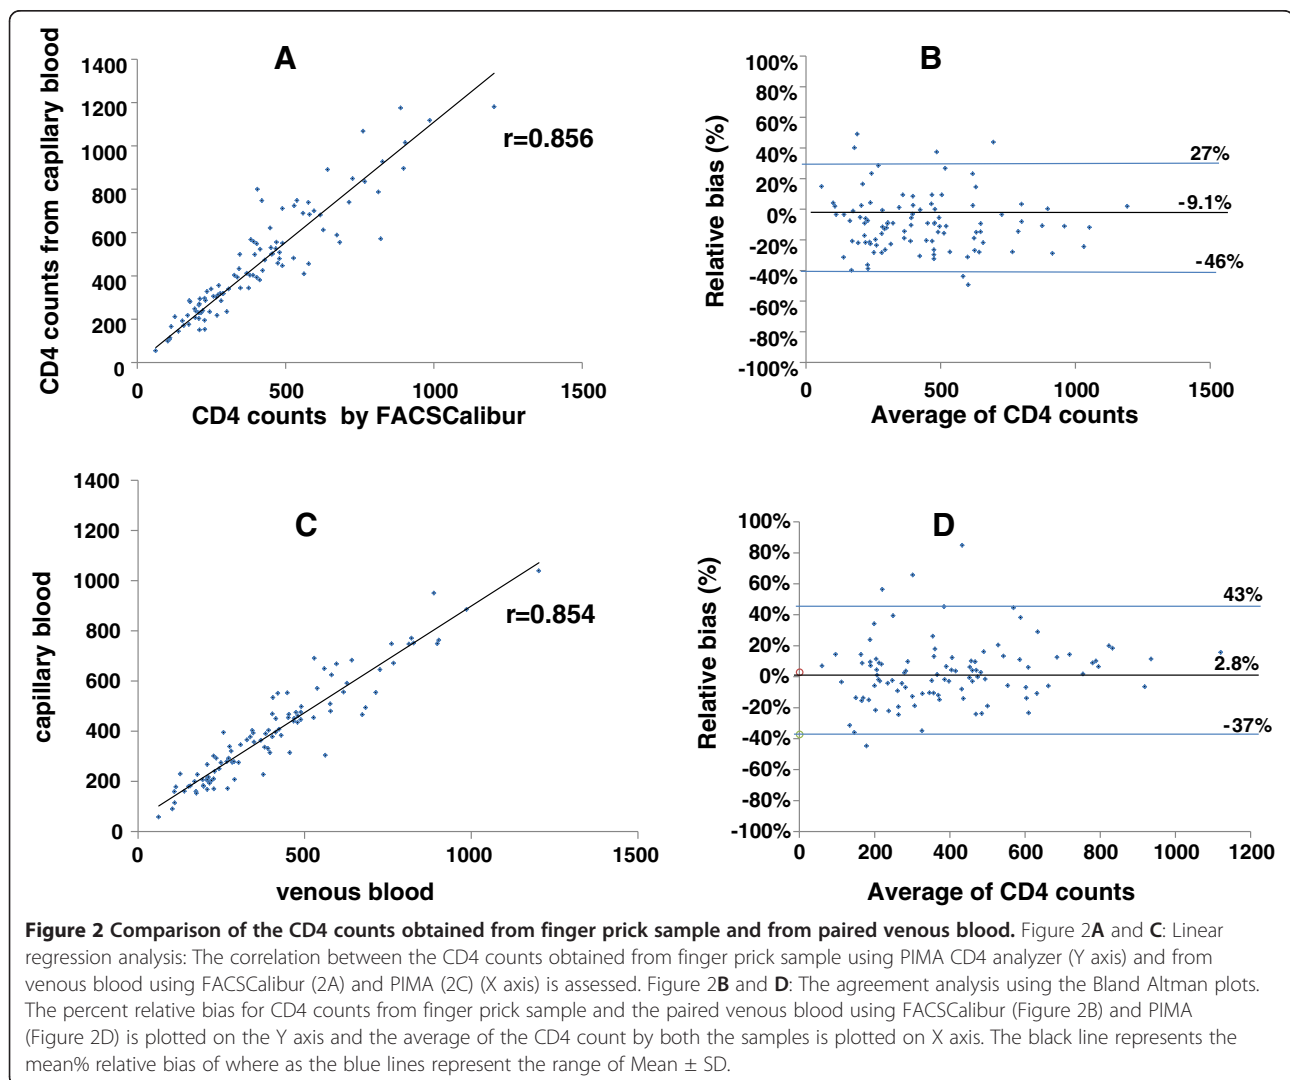 A
CD4 counts from capllary blood
1400
1200
1000
800
600
400
200
0
r=0.856
0 500 1000 1500
CD4 counts by FACSCalibur
B
Relative bias (%)
100%
80%
60%
40%
20%
0%
-20%
-40%
-60%
-80%
-100%
27%
-9.1%
-46%
0 500 1000 1500
Average of CD4 counts
C
capillary blood
1400
1200
1000
800
600
400
200
0
r=0.854
0 500 1000 1500
venous blood
D
Relative bias (%)
100%
80%
60%
40%
20%
0%
-20%
-40%
-60%
-80%
-100%
43%
2.8%
-37%
0 200 400 600 800 1000 1200
Average of CD4 counts
Figure 2 Comparison of the CD4 counts obtained from finger prick sample and from paired venous blood. Figure 2A and C: Linear
regression analysis: The correlation between the CD4 counts obtained from finger prick sample using PIMA CD4 analyzer (Y axis) and from
venous blood using FACSCalibur (2A) and PIMA (2C) (X axis) is assessed. Figure 2B and D: The agreement analysis using the Bland Altman plots.
The percent relative bias for CD4 counts from finger prick sample and the paired venous blood using FACSCalibur (Figure 2B) and PIMA
(Figure 2D) is plotted on the Y axis and the average of the CD4 count by both the samples is plotted on X axis. The black line represents the
mean% relative bias of where as the blue lines represent the range of Mean ± SD.